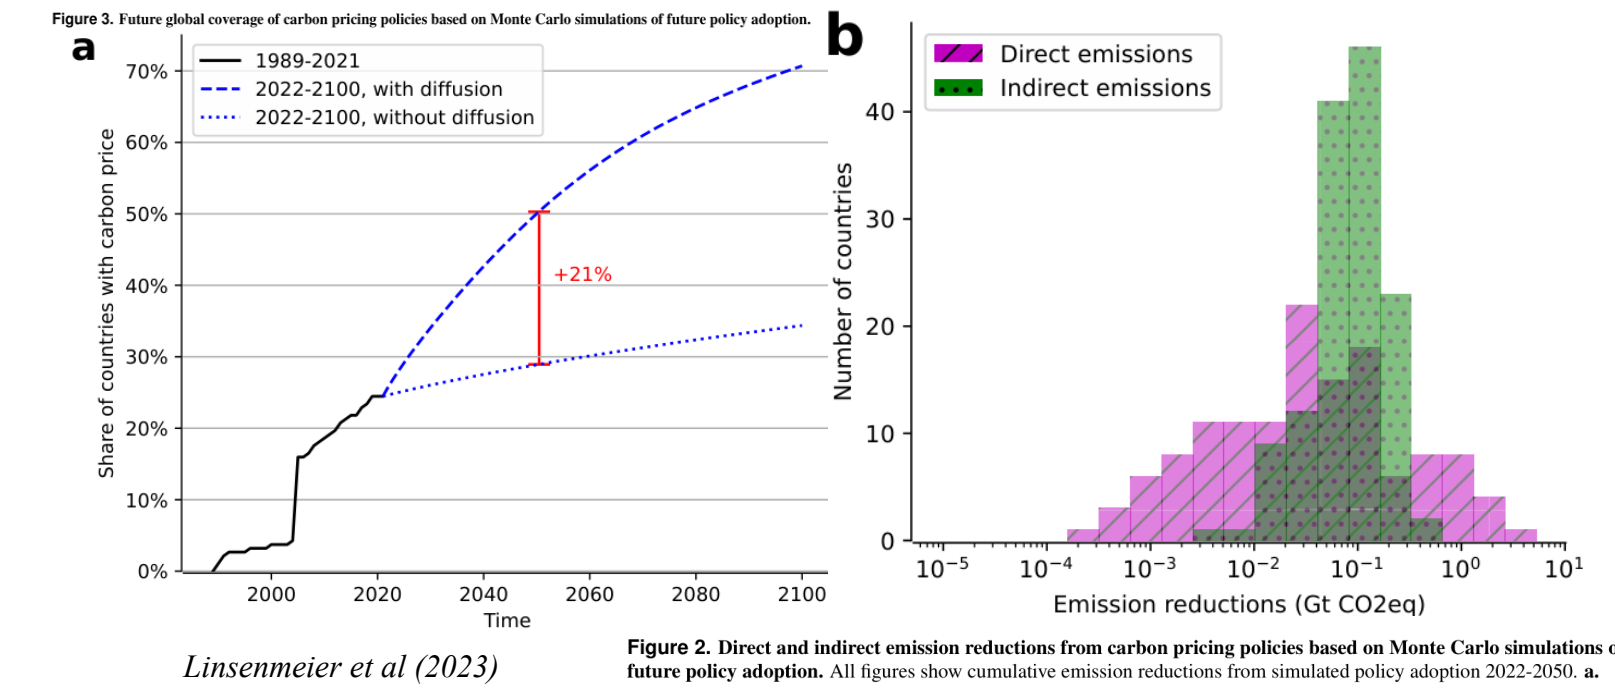 Figure 3. Future global coverage of carbon pricing policies based on Monte Carlo simulations of future policy adoption.
a
1989-2021
2022-2100, with diffusion
2022-2100, without diffusion
70%
60%
50%
40%
30%
20%
10%
0%
Share of countries with carbon price
+21%
2000 2020 2040 2060 2080 2100
Time
b
Direct emissions
Indirect emissions
40
30
20
10
0
Number of countries
10⁻⁵ 10⁻⁴ 10⁻³ 10⁻² 10⁻¹ 10⁰ 10¹
Emission reductions (Gt CO2eq)
Linsenmeier et al (2023)
Figure 2. Direct and indirect emission reductions from carbon pricing policies based on Monte Carlo simulations o
future policy adoption. All figures show cumulative emission reductions from simulated policy adoption 2022-2050. a.